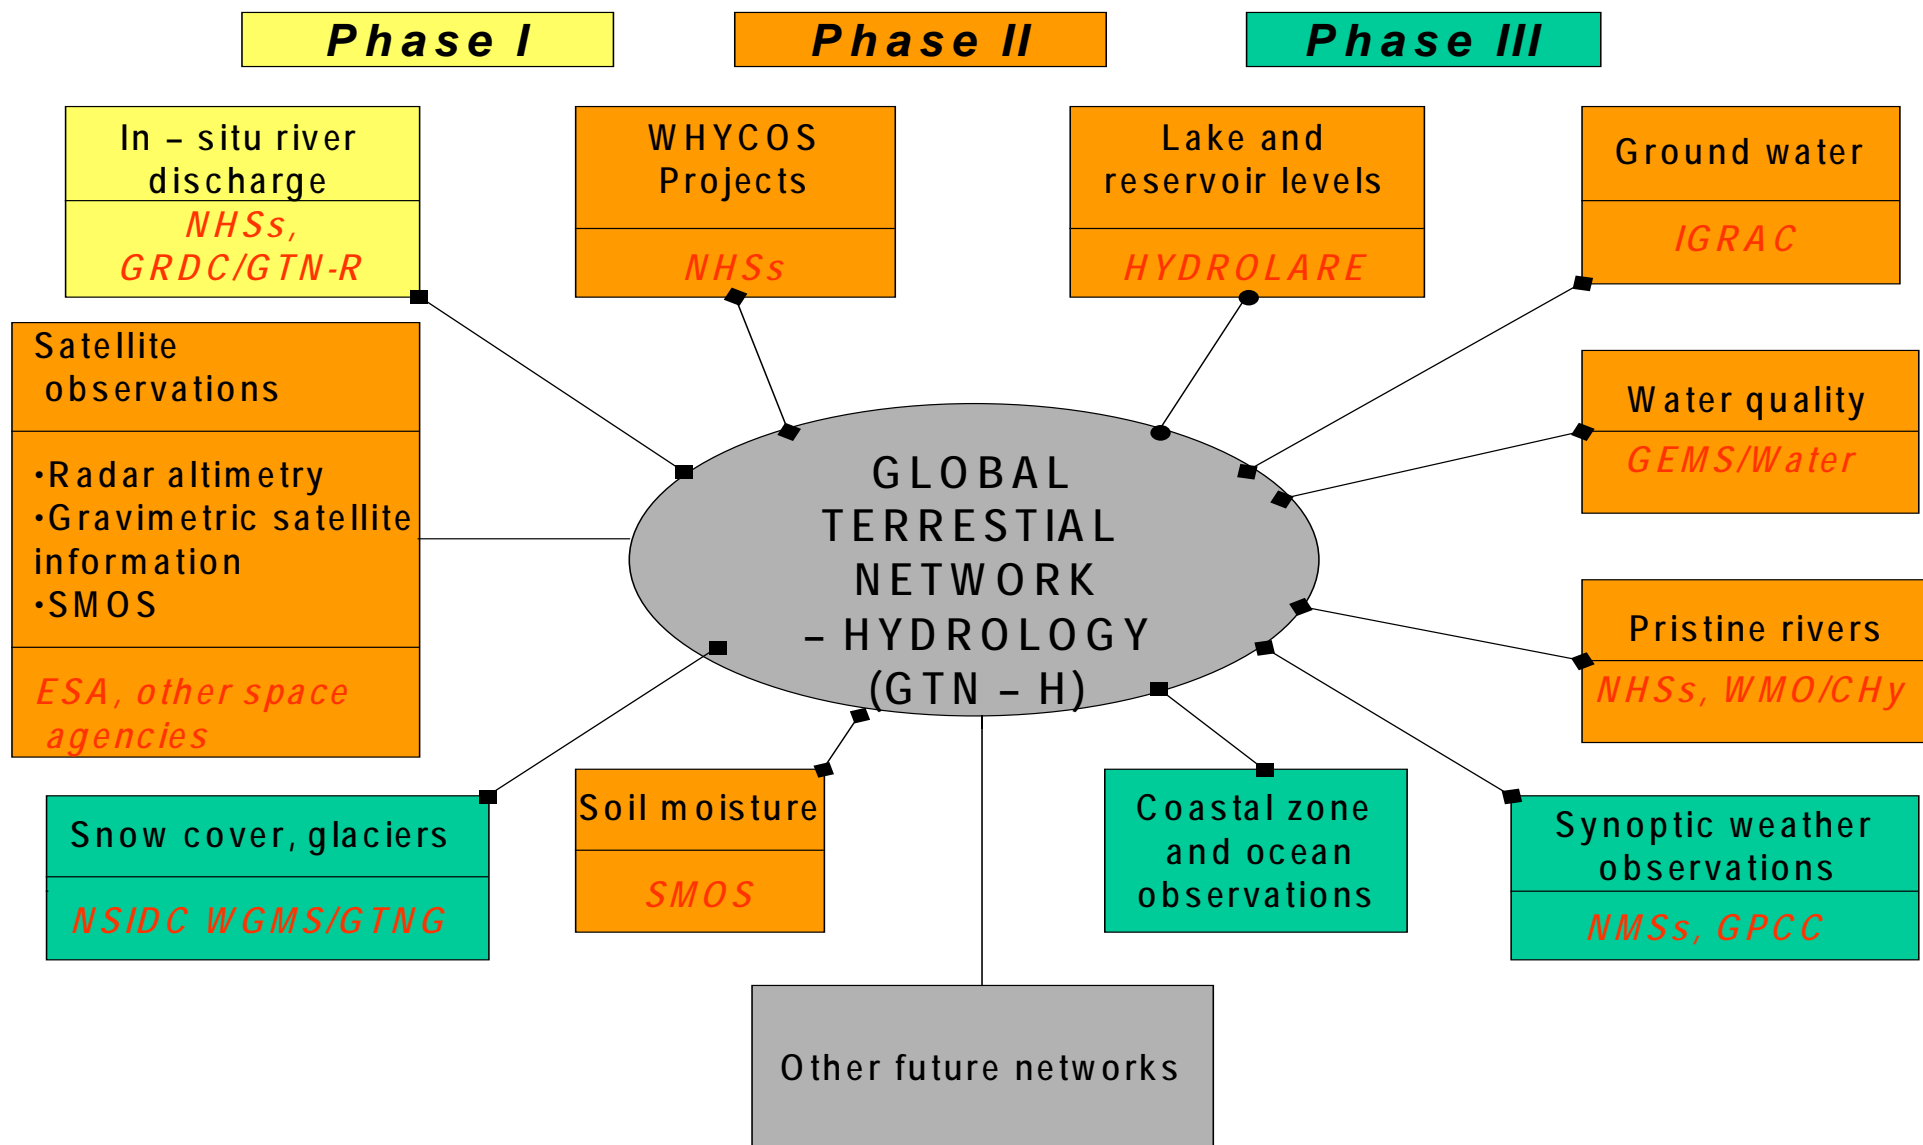 Phase I
Phase II
Phase III
In – situ river
discharge
NHSs,
GRDC/GTN-R
WHYCOS
Projects
NHSs
Lake and
reservoir levels
HYDROLARE
Ground water
IGRAC
Satellite
observations
•Radar altimetry
•Gravimetric satellite
information
•SMOS
ESA, other space
agencies
GLOBAL
TERRESTIAL
NETWORK
– HYDROLOGY
(GTN – H)
Water quality
GEMS/Water
Pristine rivers
NHSs, WMO/CHy
Snow cover, glaciers
NSIDC WGMS/GTNG
Soil moisture
SMOS
Coastal zone
and ocean
observations
Synoptic weather
observations
NMSs, GPCC
Other future networks